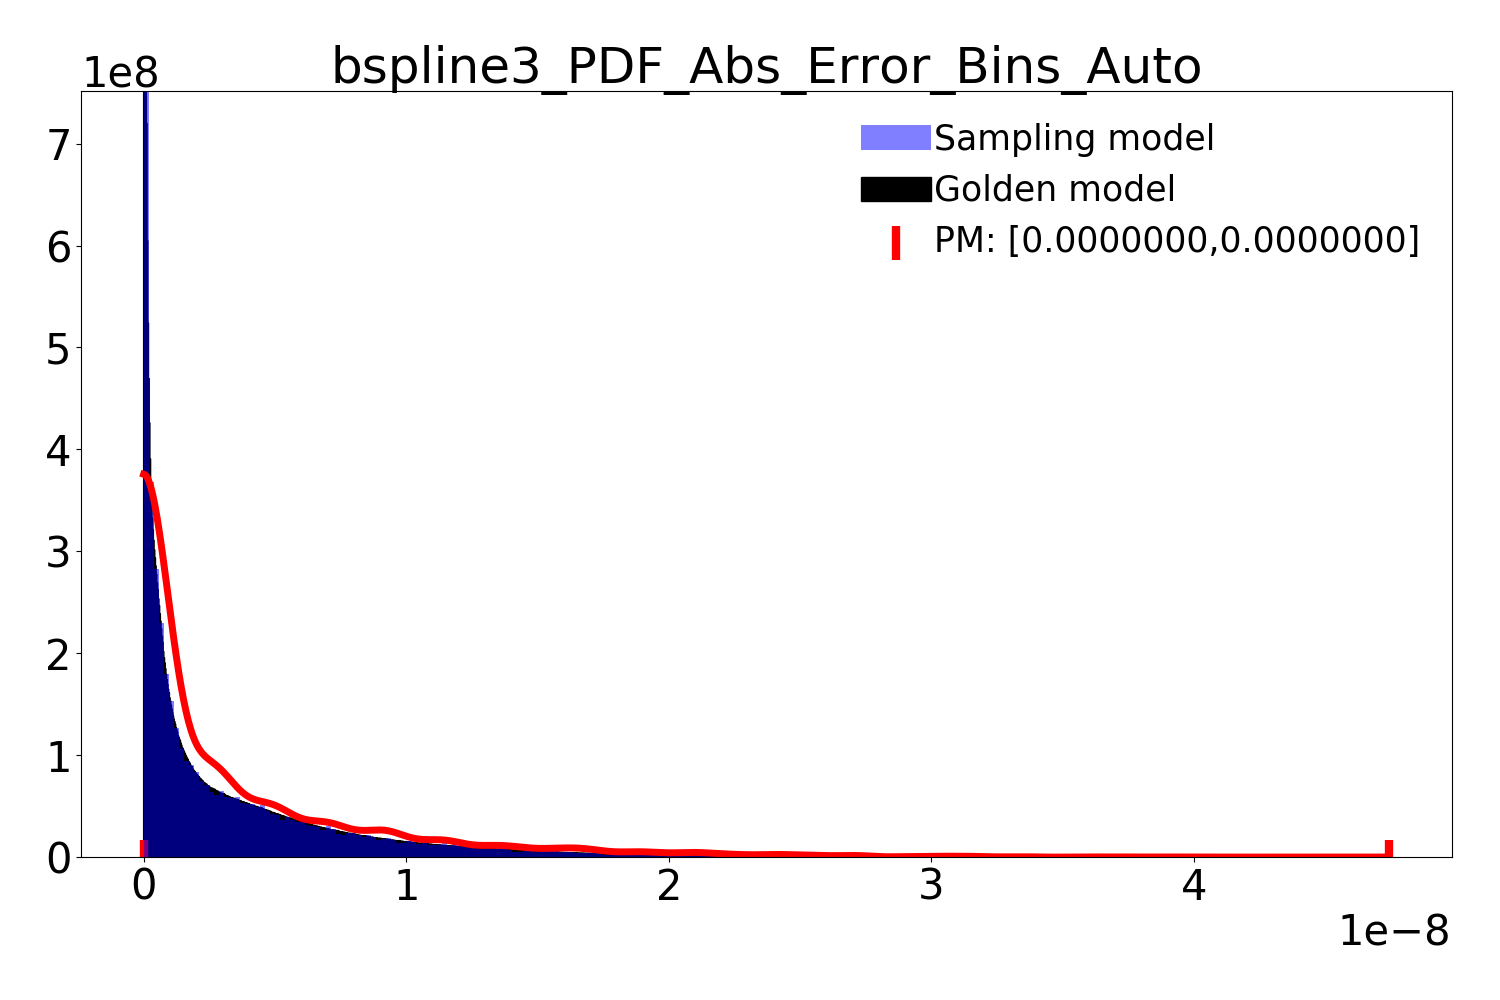 bspline3_PDF_Abs_Error_Bins_Auto
1e8
7
6
5
4
3
2
1
0
Sampling model
Golden model
PM: [0.0000000,0.0000000]
0 1 2 3 4
1e−8